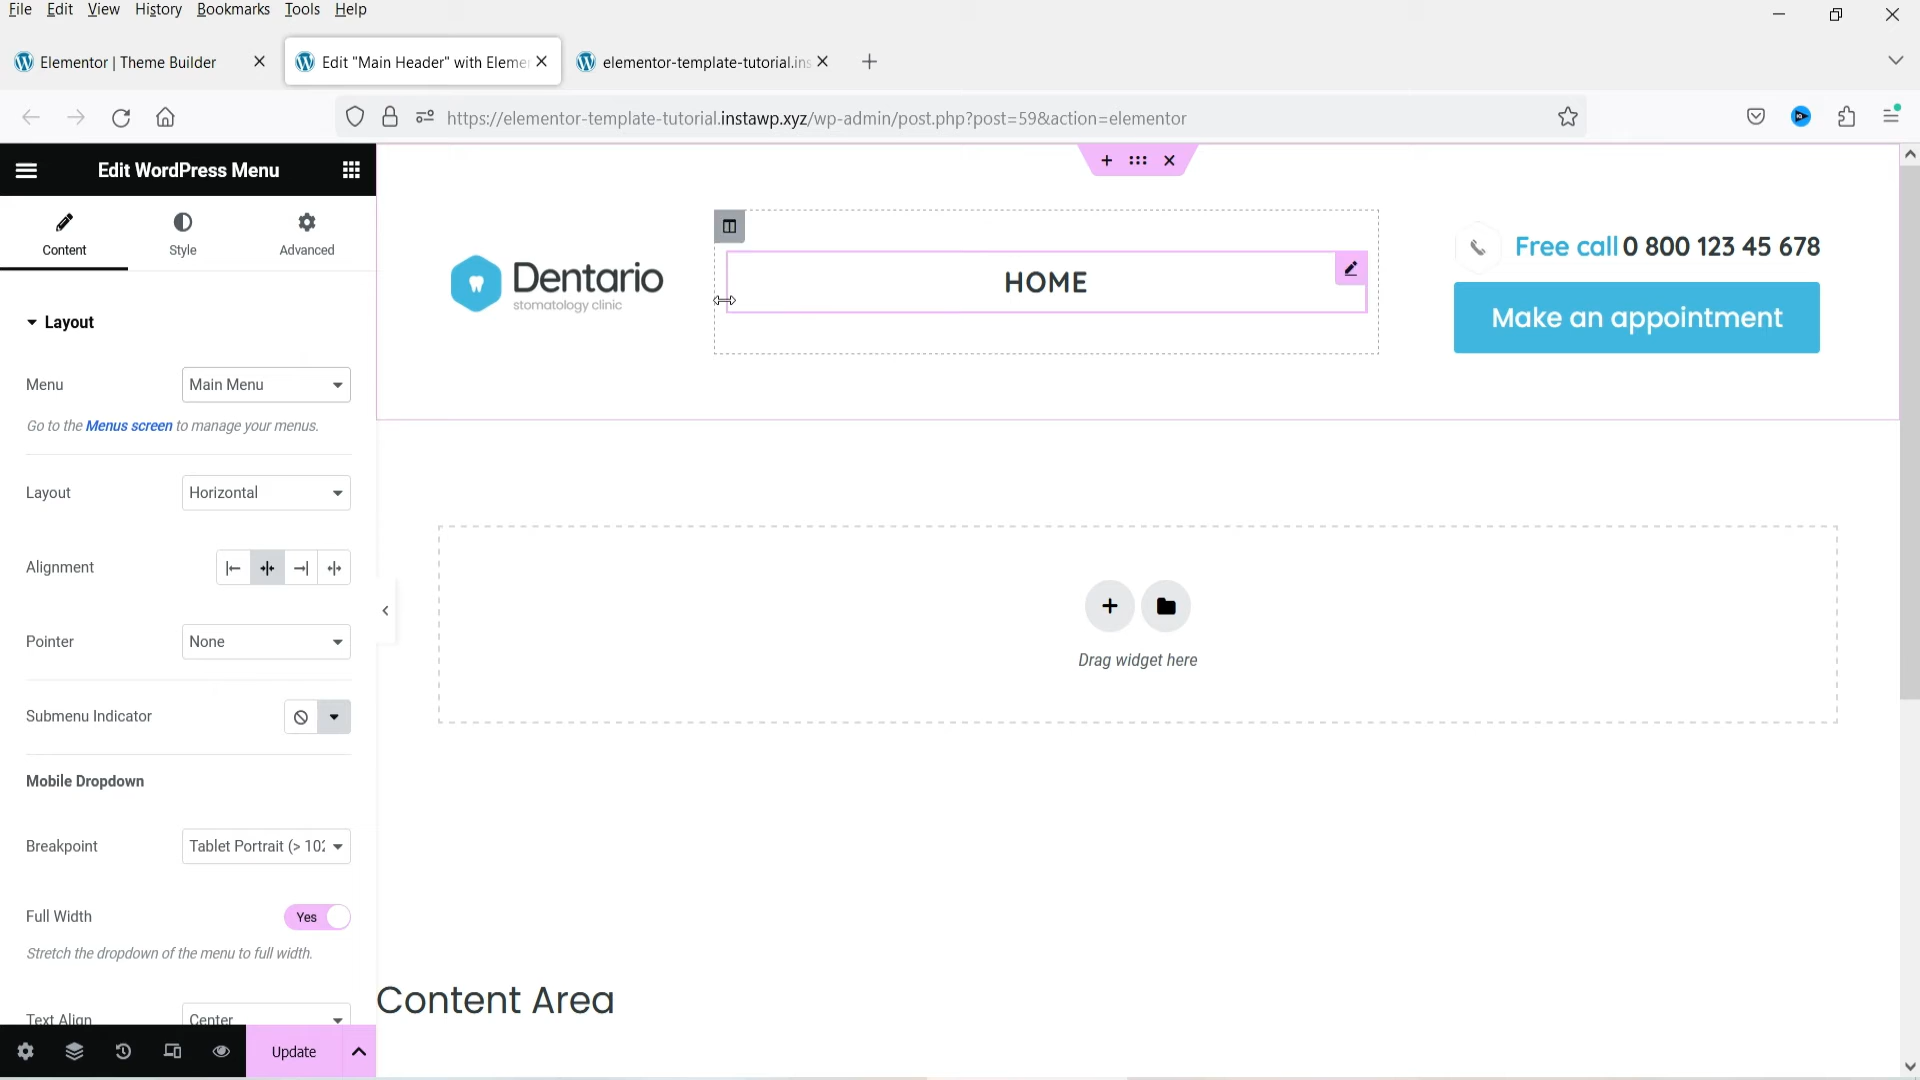 File Edit View History Bookmarks Tools Help
Elementor | Theme Builder
Edit "Main Header" with Eleme
elementor-template-tutorial.ins
https://elementor-template-tutorial.instawp.xyz/wp-admin/post.php?post=59&action=elementor
Edit WordPress Menu
Content Style Advanced
Layout
Menu Main Menu
Go to the Menus screen to manage your menus.
Layout Horizontal
Alignment
Pointer None
Submenu Indicator
Mobile Dropdown
Breakpoint Tablet Portrait (> 102
Full Width Yes
Stretch the dropdown of the menu to full width.
Text Align Center
Update
Dentario
stomatology clinic
HOME
Free call 0 800 123 45 678
Make an appointment
Drag widget here
Content Area